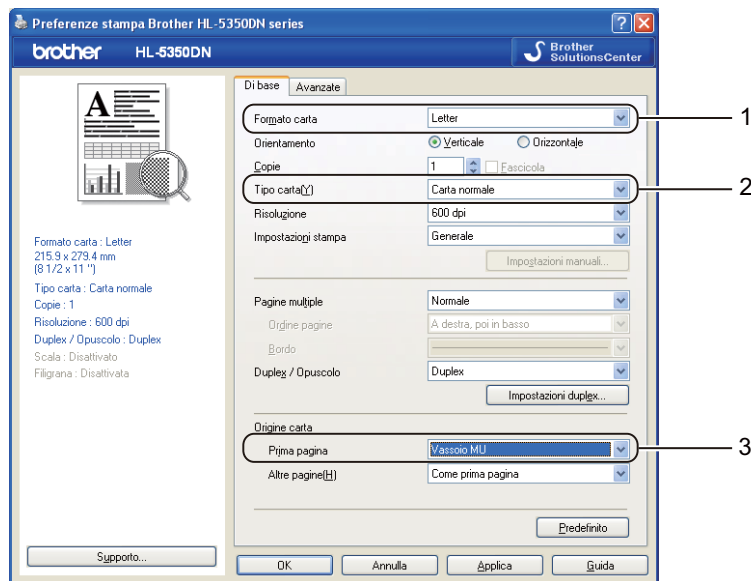 Preferenze stampa Brother HL-5350DN series
brother HL-5350DN
Brother
SolutionsCenter
Di base Avanzate
Formato carta Letter 1
Orientamento Verticale Orizzontale
Copie 1 Fascicola
Tipo carta(Y) Carta normale 2
Risoluzione 600 dpi
Impostazioni stampa Generale
Impostazioni manuali...
Pagine multiple Normale
Ordine pagine A destra, poi in basso
Bordo
Duplex / Opuscolo Duplex
Impostazioni duplex...
Origine carta
Prima pagina Vassoio MU 3
Altre pagine(H) Come prima pagina
Predefinito
A
Formato carta : Letter
215.9 x 279.4 mm
(8 1/2 x 11 '')
Tipo carta : Carta normale
Copie : 1
Risoluzione : 600 dpi
Duplex / Opuscolo : Duplex
Scala : Disattivato
Filigrana : Disattivata
Supporto...
OK Annulla Applica Guida